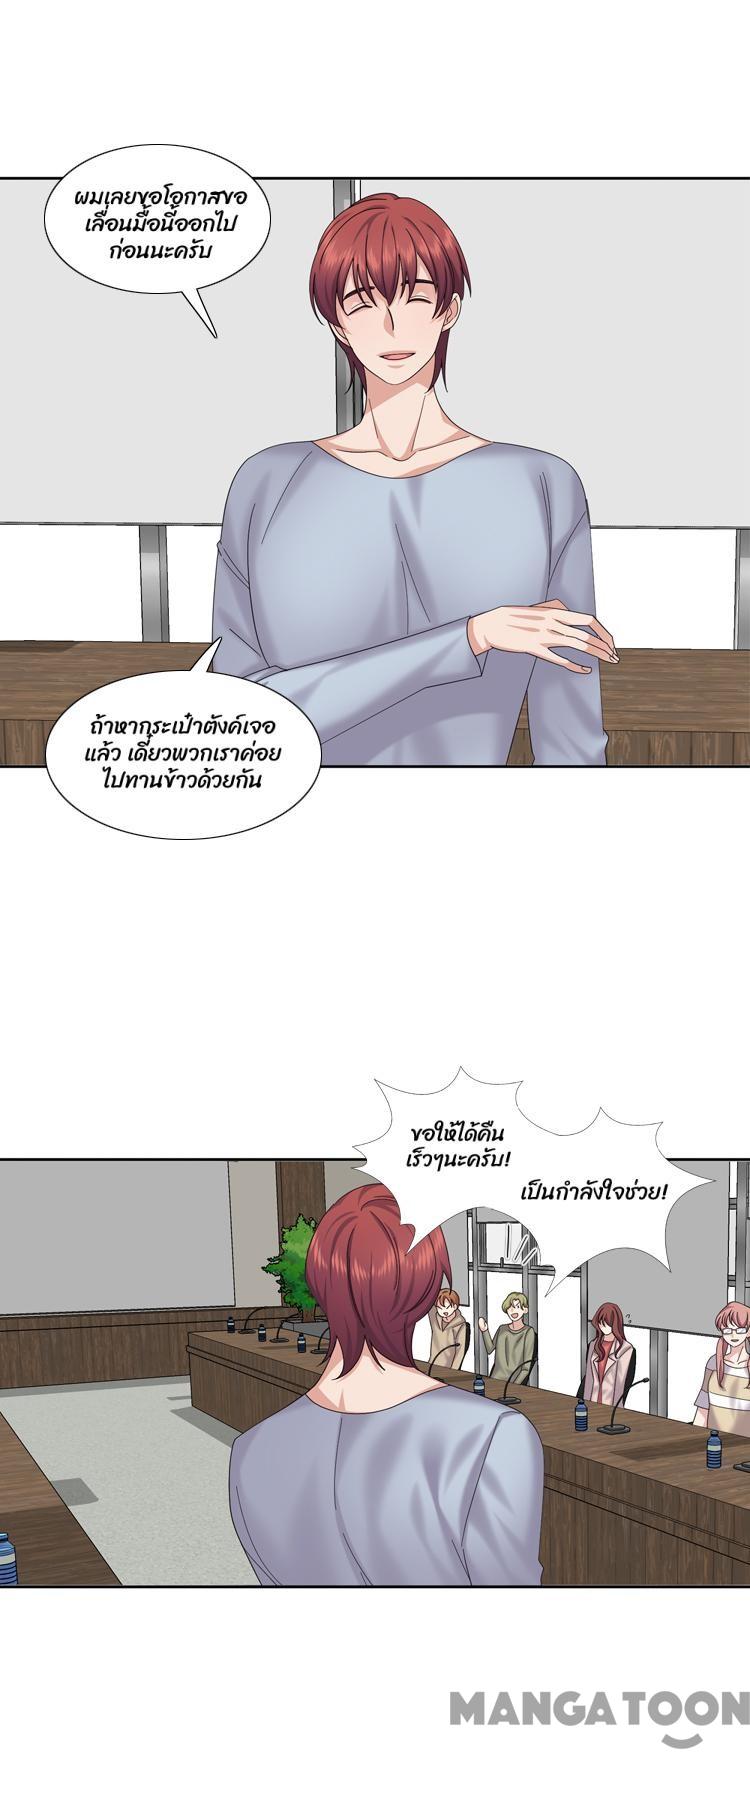 ผมเลยขอโอกาสขอ
เลื่อนมื้อนี้ออกไป
ก่อนนะครับ
ถ้าหากระเป๋าตังค์เจอ
แล้ว เดี๋ยวพวกเราค่อย
ไปทานข้าวด้วยกัน
ขอให้ได้คืน
เร็วๆนะครับ!
เป็นกำลังใจช่วย!
MANGATOON